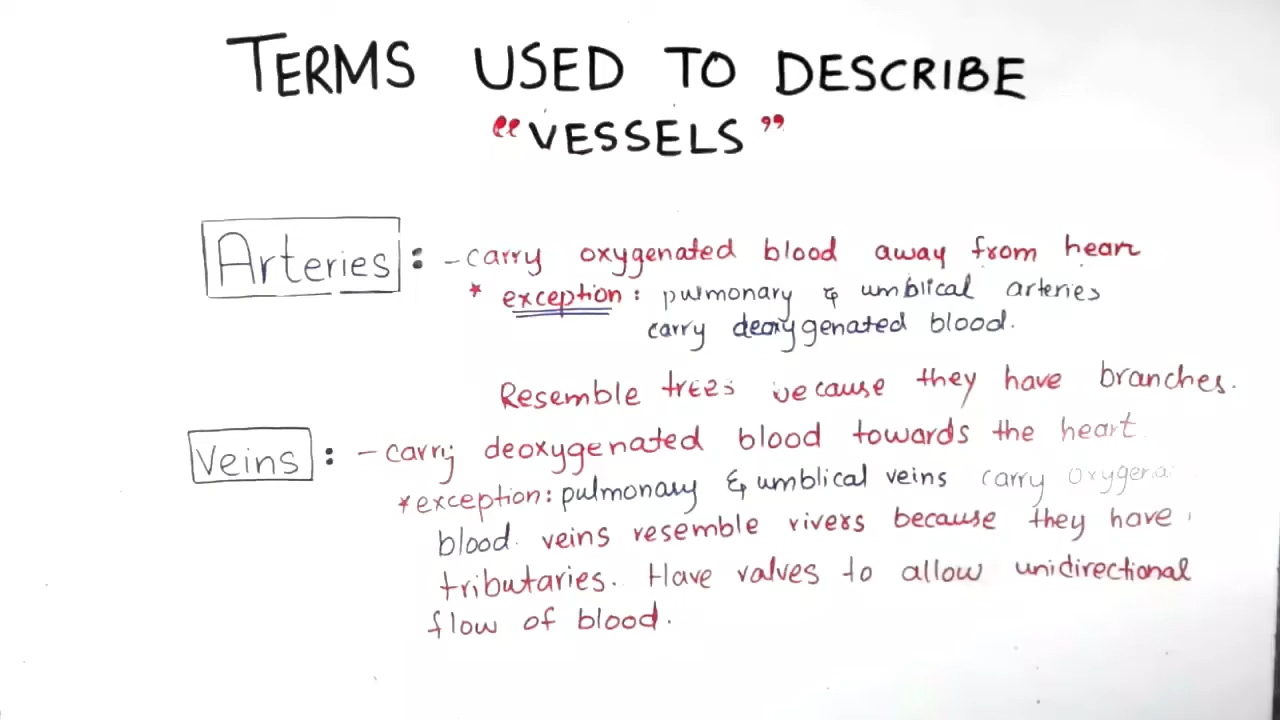 TERMS USED TO DESCRIBE
"VESSELS"
Arteries : - carry oxygenated blood away from hear
* exception : pulmonary & umblical arteries
carry deoxygenated blood.
Resemble trees because they have branches.
Veins : - carry deoxygenated blood towards the heart
* exception : pulmonary & umblical veins carry oxygena
blood. veins resemble rivers because they have
tributaries. Have valves to allow unidirectional
flow of blood.